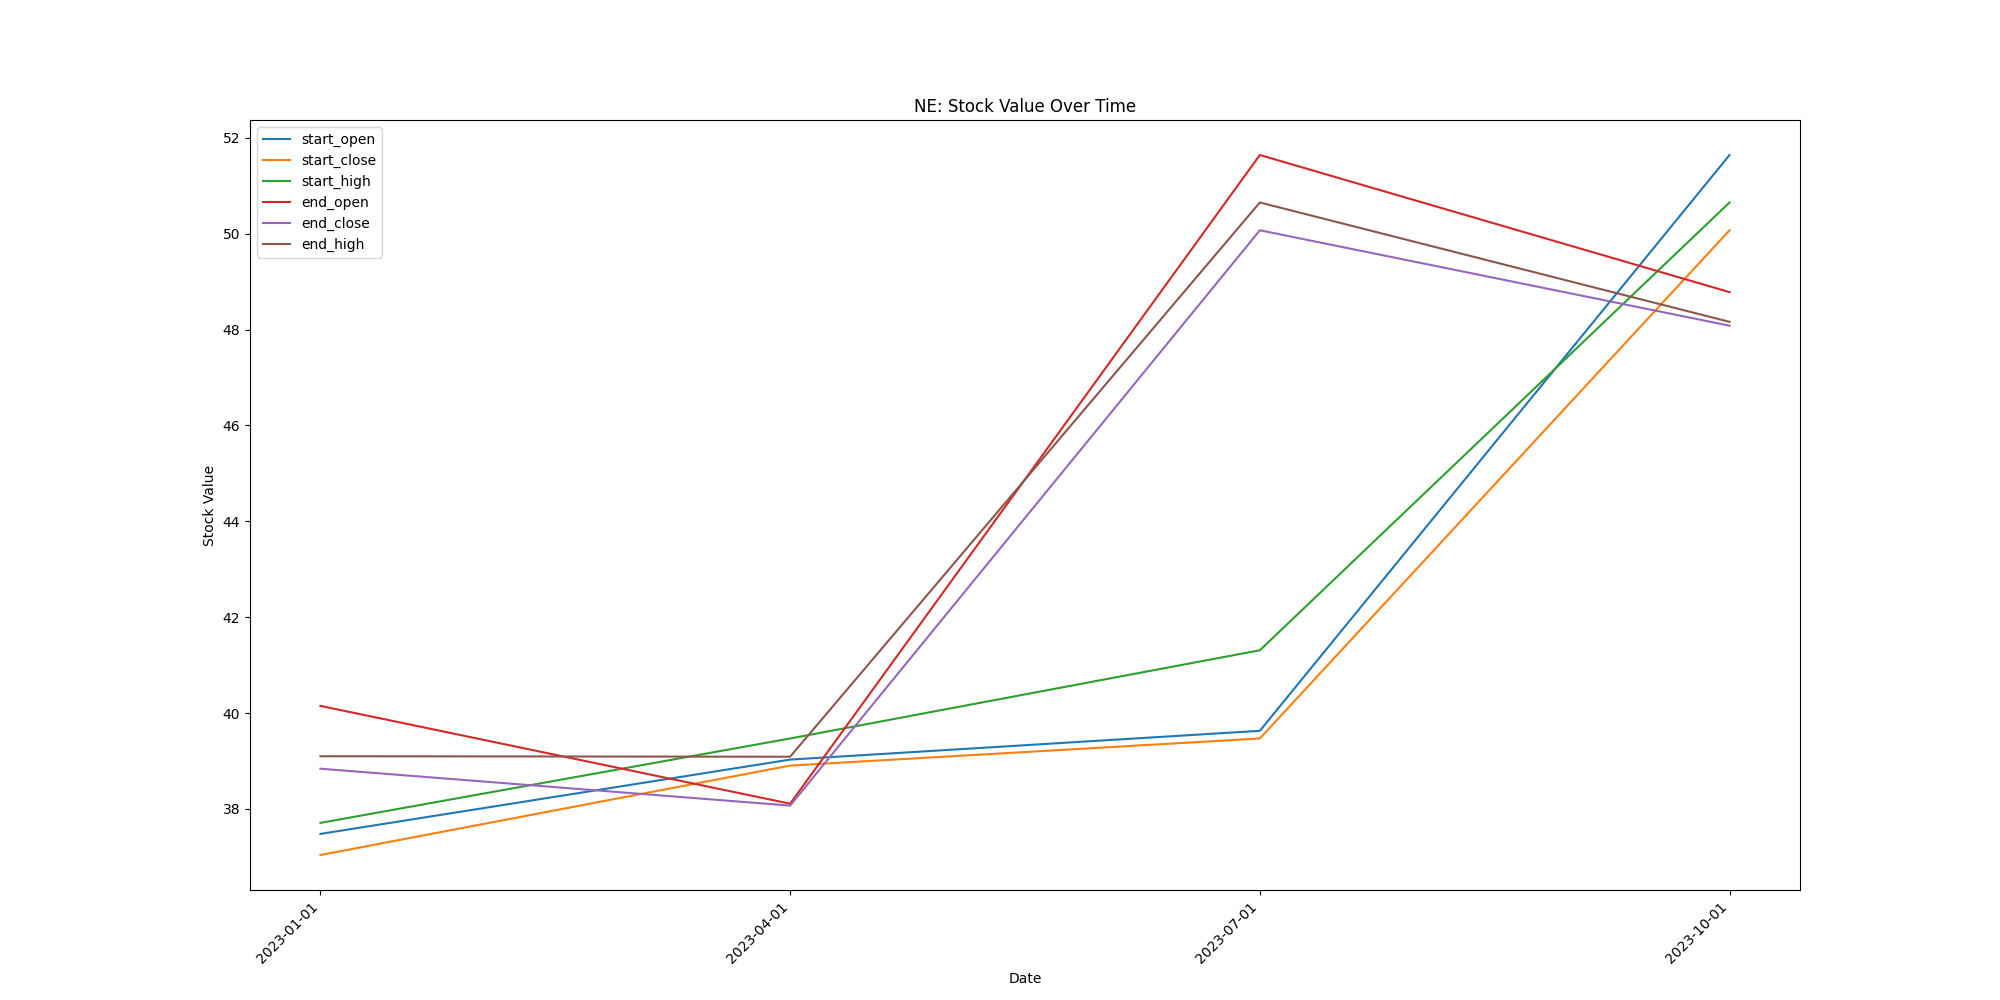 NE: Stock Value Over Time
start_open
start_close
start_high
end_open
end_close
end_high
52
50
48
46
44
42
40
38
Stock Value
2023-01-01
2023-04-01
2023-07-01
2023-10-01
Date